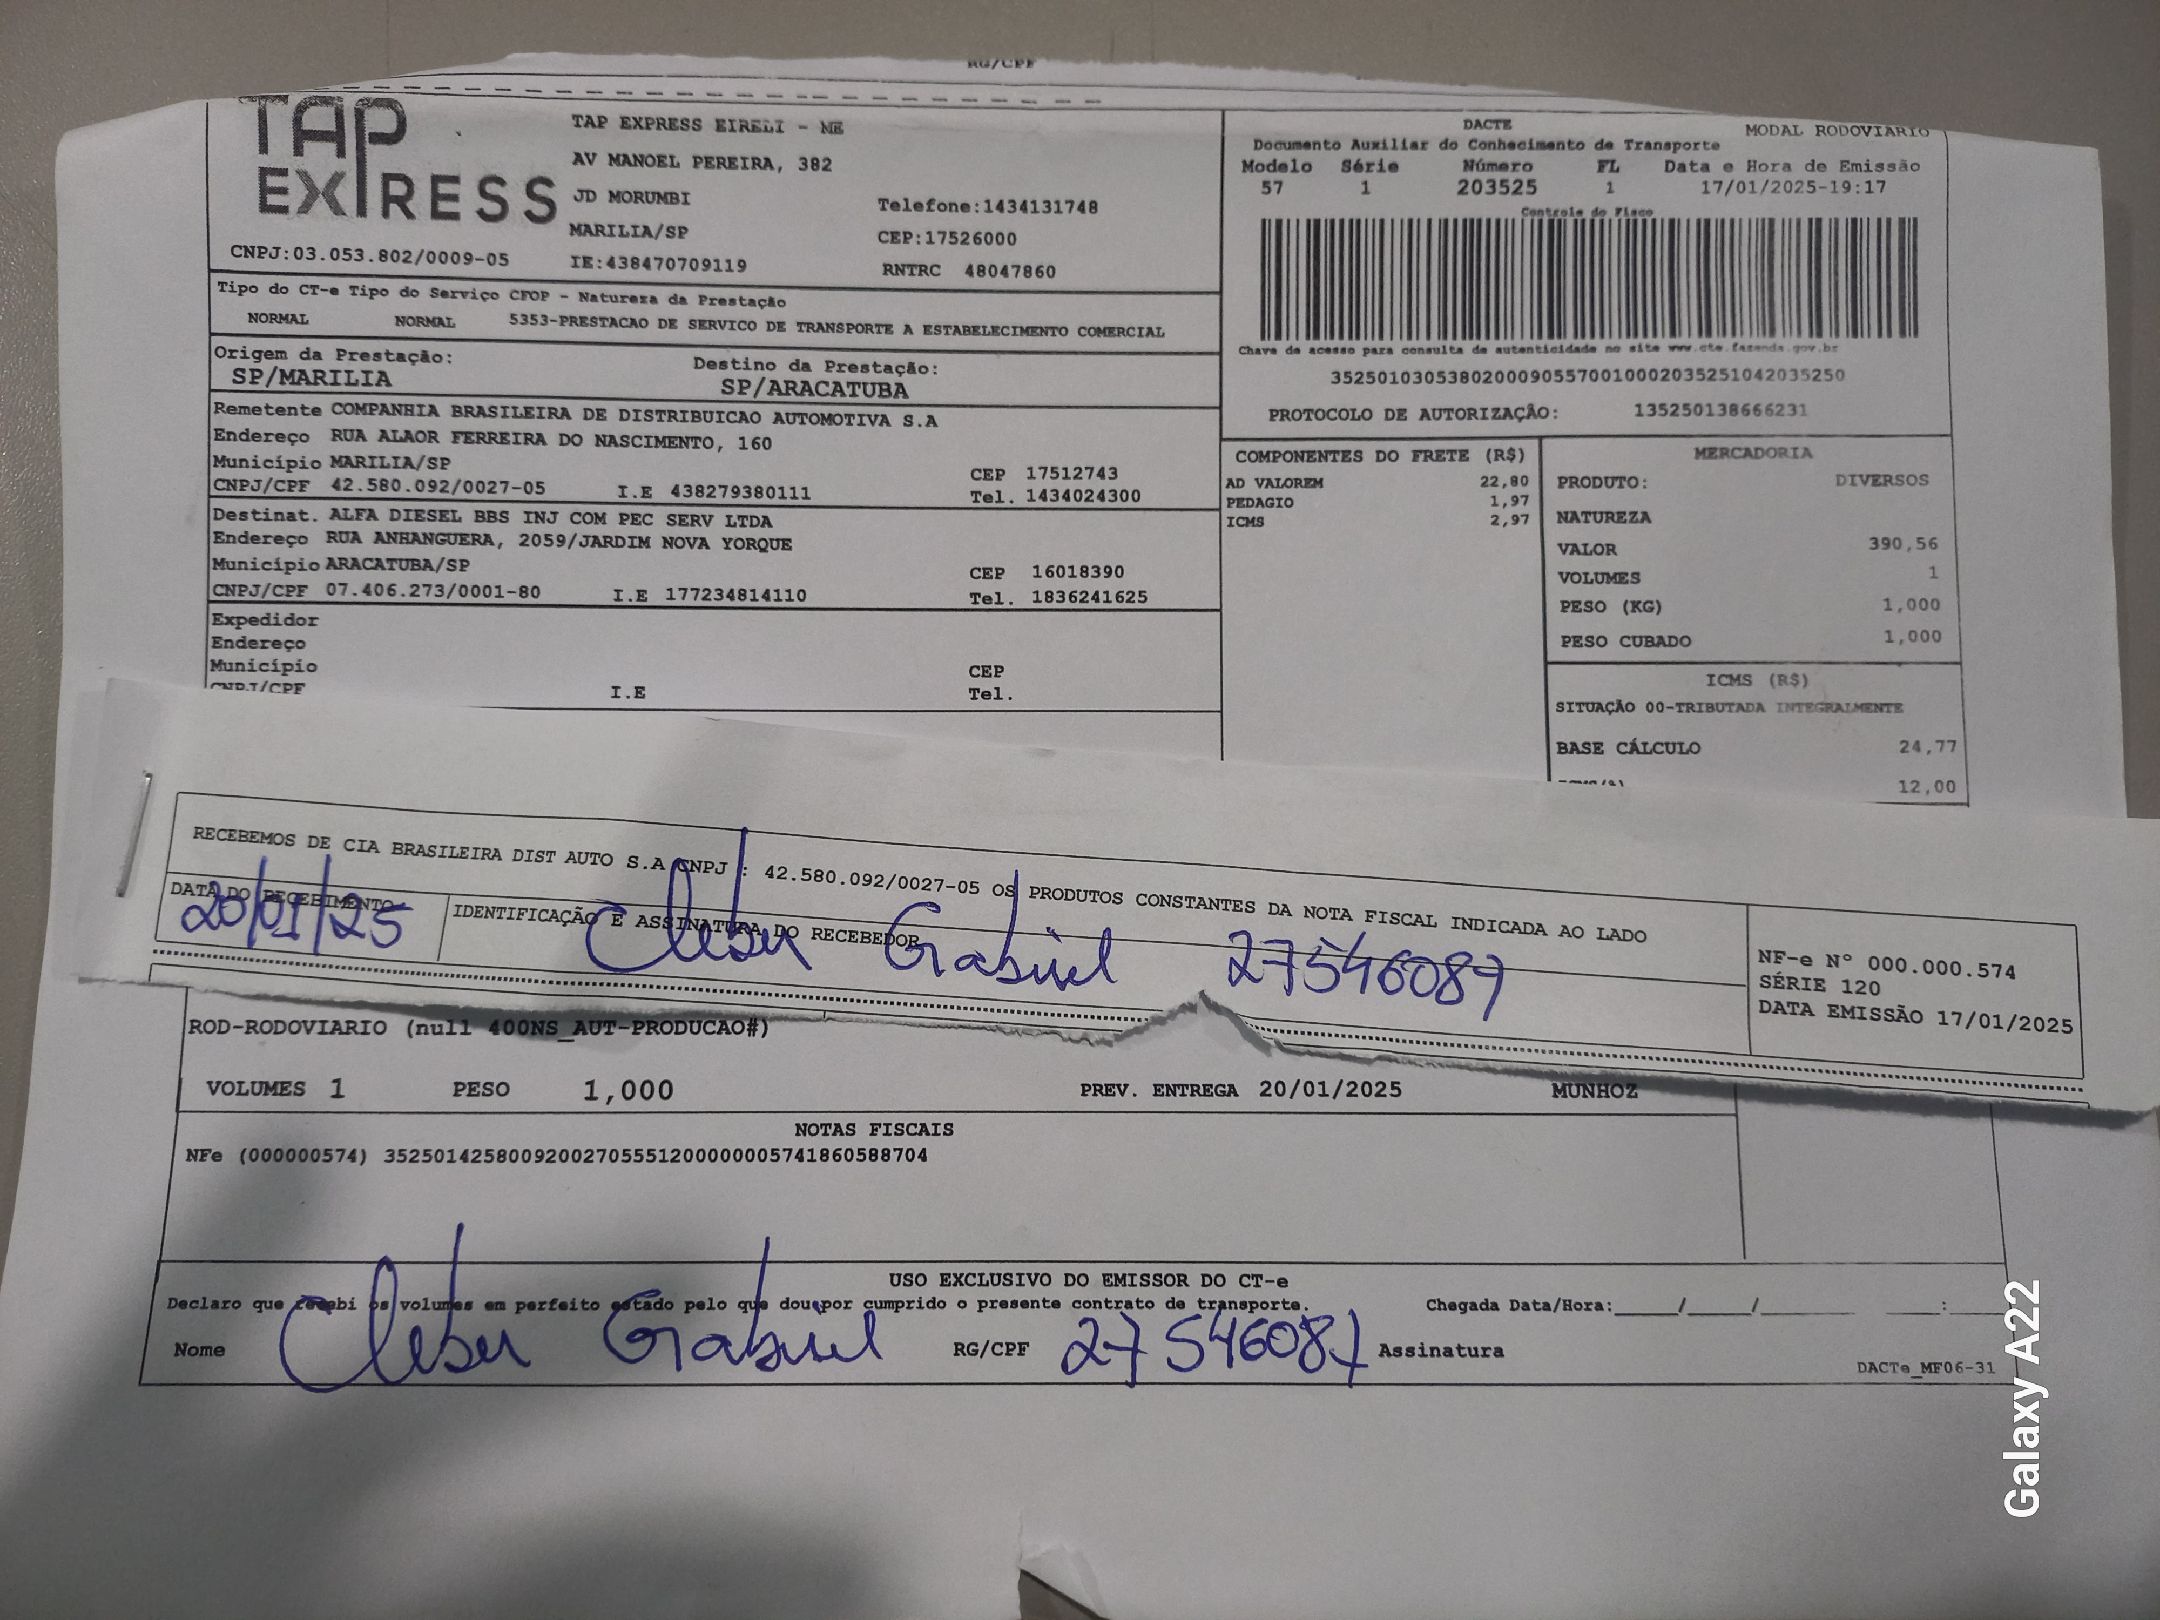 RG/CPF
TAP EXPRESS
TAP EXPRESS EIRELI - ME
AV MANOEL PEREIRA, 382
JD MORUMBI
Telefone:1434131748
MARILIA/SP
CEP:17526000
CNPJ:03.053.802/0009-05
IE:438470709119
RNTRC 48047860
DACTE
MODAL RODOVIARIO
Documento Auxiliar do Conhecimento de Transporte
Modelo Série Número FL Data e Hora de Emissão
57 1 203525 1 17/01/2025-19:17
Controle do Fisco
Chave de acesso para consulta de autenticidade no site www.cte.fazenda.gov.br
35250103053802000905570010002035251042035250
PROTOCOLO DE AUTORIZAÇÃO: 135250138666231
Tipo do CT-e Tipo do Serviço CFOP - Natureza da Prestação
NORMAL NORMAL 5353-PRESTACAO DE SERVICO DE TRANSPORTE A ESTABELECIMENTO COMERCIAL
Origem da Prestação: Destino da Prestação:
SP/MARILIA SP/ARACATUBA
Remetente COMPANHIA BRASILEIRA DE DISTRIBUICAO AUTOMOTIVA S.A
Endereço RUA ALAOR FERREIRA DO NASCIMENTO, 160
Município MARILIA/SP CEP 17512743
CNPJ/CPF 42.580.092/0027-05 I.E 438279380111 Tel. 1434024300
Destinat. ALFA DIESEL BBS INJ COM PEC SERV LTDA
Endereço RUA ANHANGUERA, 2059/JARDIM NOVA YORQUE
Município ARACATUBA/SP CEP 16018390
CNPJ/CPF 07.406.273/0001-80 I.E 177234814110 Tel. 1836241625
Expedidor
Endereço
Município CEP
CNPJ/CPF I.E Tel.
COMPONENTES DO FRETE (R$)
AD VALOREM 22,80
PEDAGIO 1,97
ICMS 2,97
MERCADORIA
PRODUTO: DIVERSOS
NATUREZA
VALOR 390,56
VOLUMES 1
PESO (KG) 1,000
PESO CUBADO 1,000
ICMS (R$)
SITUAÇÃO 00-TRIBUTADA INTEGRALMENTE
BASE CÁLCULO 24,77
12,00
RECEBEMOS DE CIA BRASILEIRA DIST AUTO S.A CNPJ : 42.580.092/0027-05 OS PRODUTOS CONSTANTES DA NOTA FISCAL INDICADA AO LADO
DATA DO RECEBIMENTO
IDENTIFICAÇÃO E ASSINATURA DO RECEBEDOR
20/01/25 Cleber Gabriel 27546087
NF-e N° 000.000.574
SÉRIE 120
DATA EMISSÃO 17/01/2025
ROD-RODOVIARIO (null 400NS_AUT-PRODUCAO#)
VOLUMES 1 PESO 1,000 PREV. ENTREGA 20/01/2025 MUNHOZ
NOTAS FISCAIS
NFe (000000574) 35250142580092002705551200000005741860588704
USO EXCLUSIVO DO EMISSOR DO CT-e
Declaro que recebi os volumes em perfeito estado pelo que dou por cumprido o presente contrato de transporte. Chegada Data/Hora:_____/_____/________ ____:____
Nome Cleber Gabriel RG/CPF 27546087 Assinatura
DACTe_MF06-31
Galaxy A22